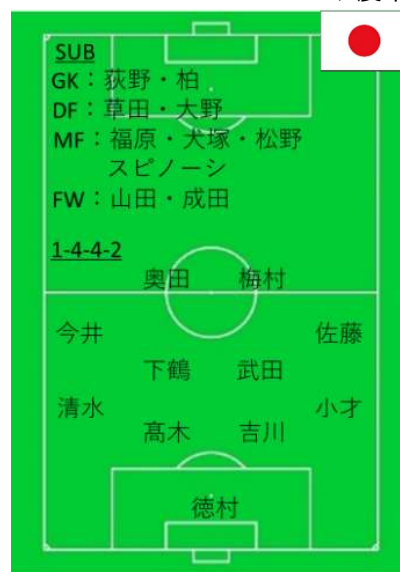 SUB
GK：荻野・柏
DF：草田・大野
MF：福原・犬塚・松野
スピノーシ
FW：山田・成田
1-4-4-2
奥田 梅村
今井 佐藤
下鶴 武田
清水 小才
髙木 吉川
徳村